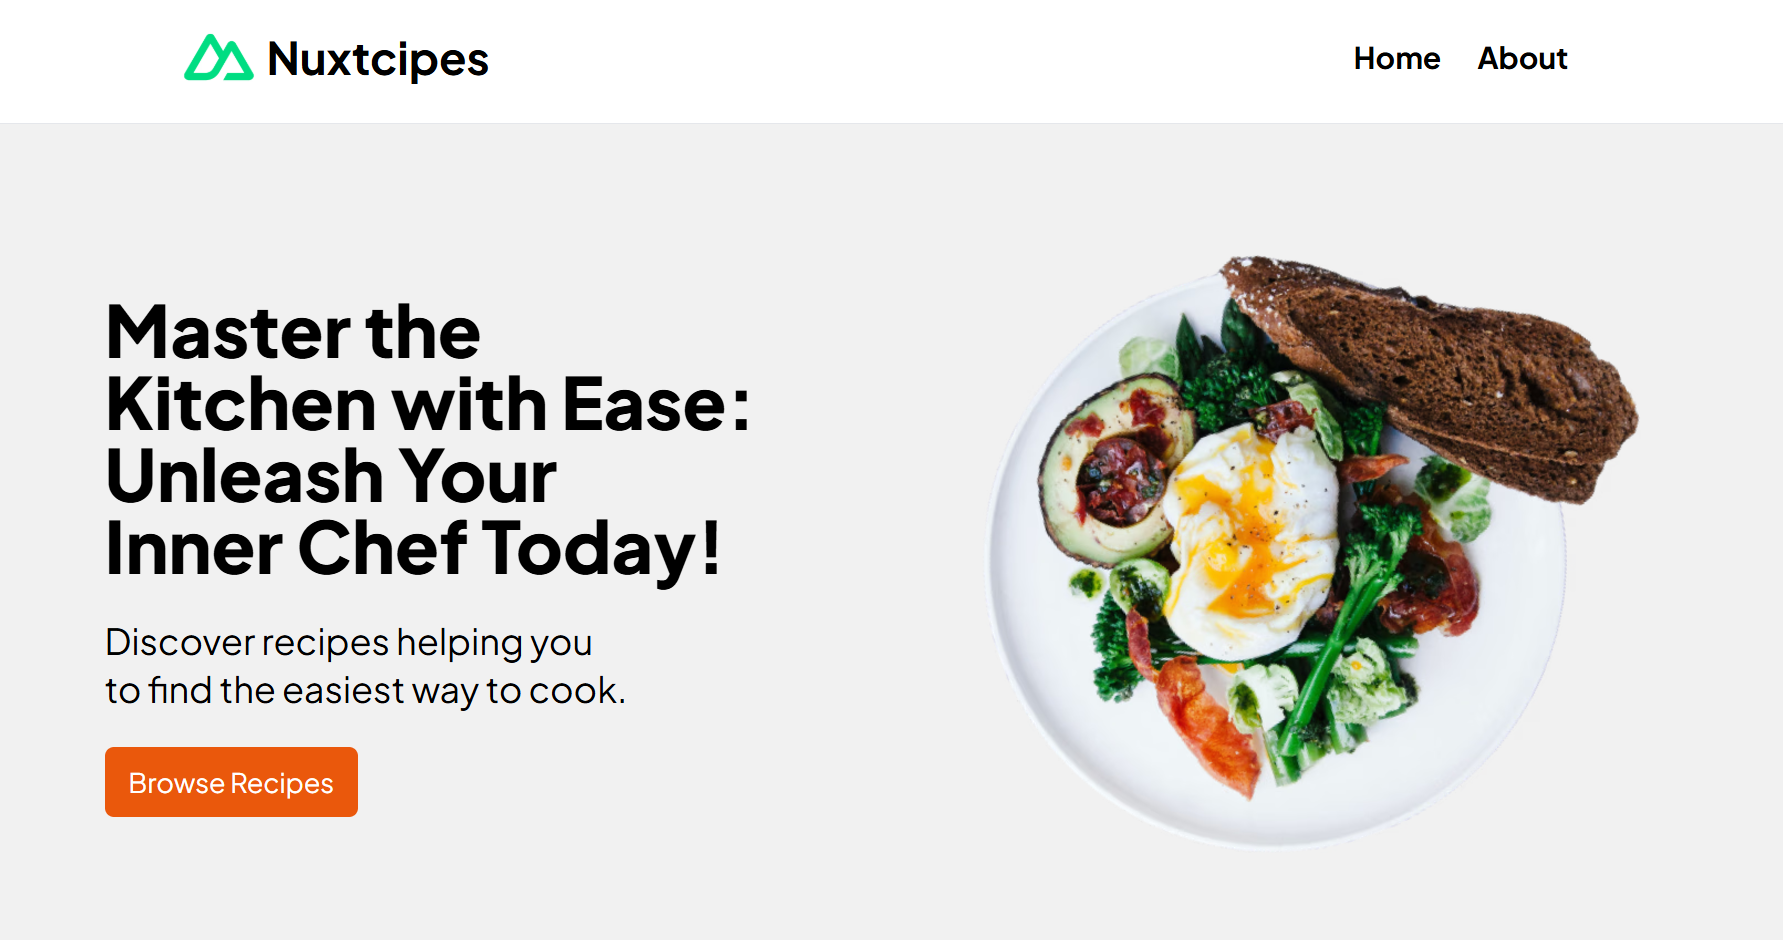 Nuxtcipes
Home About
Master the
Kitchen with Ease:
Unleash Your
Inner Chef Today!
Discover recipes helping you
to find the easiest way to cook.
Browse Recipes